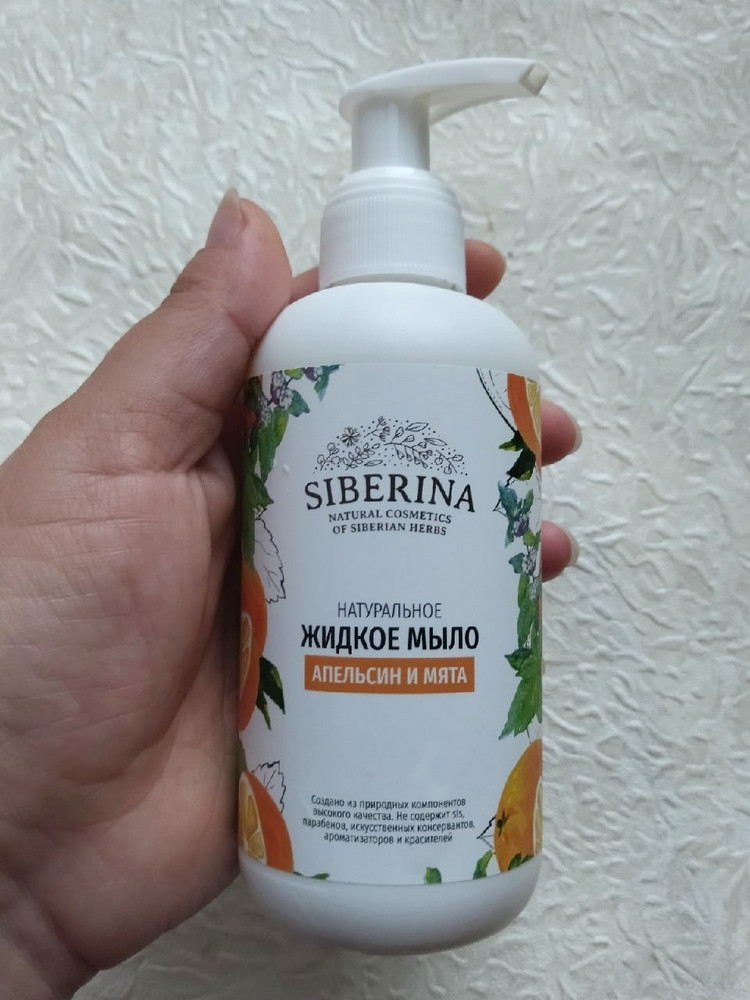 SIBERINA
NATURAL COSMETICS
OF SIBERIAN HERBS
НАТУРАЛЬНОЕ
ЖИДКОЕ МЫЛО
АПЕЛЬСИН И МЯТА
Создано из природных компонентов
высокого качества. Не содержит sls,
парабенов, искусственных консервантов,
ароматизаторов и красителей